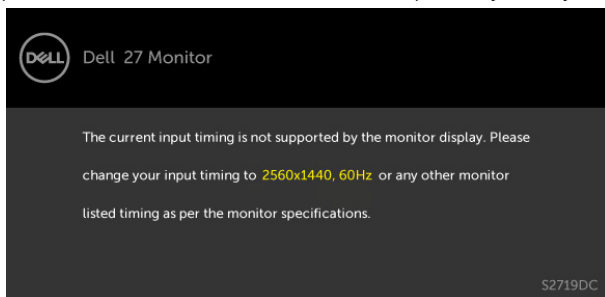 DELL Dell 27 Monitor
The current input timing is not supported by the monitor display. Please
change your input timing to 2560x1440, 60Hz or any other monitor
listed timing as per the monitor specifications.
S2719DC